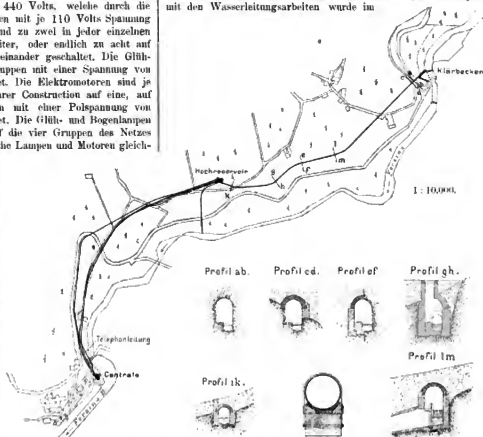 440 Volts, welche durch die
en mit je 110 Volts Spannung
nd zu zwei in jeder einzelnen
iter, oder endlich zu acht auf
einander geschaltet. Die Glüh-
uppen mit einer Spannung von
et. Die Elektromotoren sind je
hrer Construction auf eine, auf
n mit einer Polspannung von
et. Die Glüh- und Bogenlampen
f die vier Gruppen des Netzes
che Lampen und Motoren gleich-
mit den Wasserleitungsarbeiten wurde im
Klärbecken
Hochreservoir
k
g
h
e
f
lm
1 : 10,000.
Telephonleitung
Centrale
Profil ab.
Profil cd.
Profil ef
Profil gh.
Profil ik.
Profil lm